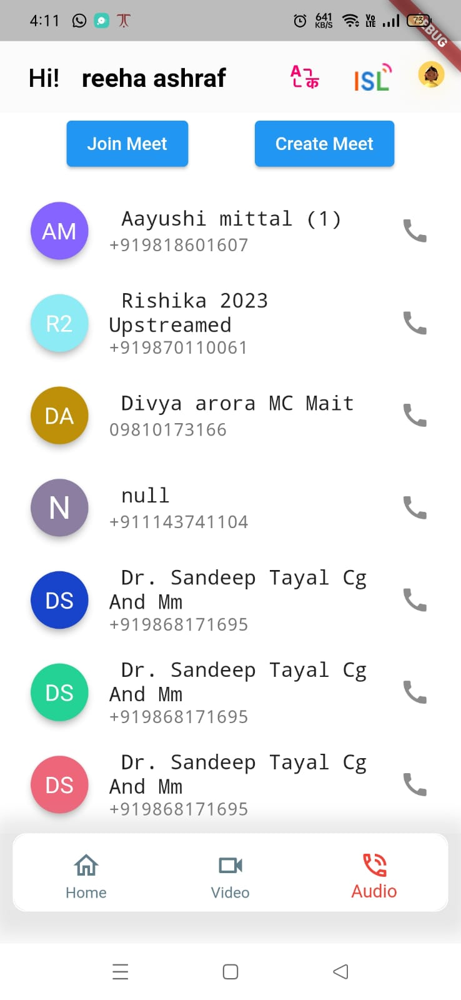 4:11
641
KB/S
Vo
LTE
73
DEBUG
Hi! reeha ashraf
A
क
ISL
Join Meet
Create Meet
AM
Aayushi mittal (1)
+919818601607
R2
Rishika 2023
Upstreamed
+919870110061
DA
Divya arora MC Mait
09810173166
N
null
+911143741104
DS
Dr. Sandeep Tayal Cg
And Mm
+919868171695
DS
Dr. Sandeep Tayal Cg
And Mm
+919868171695
DS
Dr. Sandeep Tayal Cg
And Mm
+919868171695
Home
Video
Audio